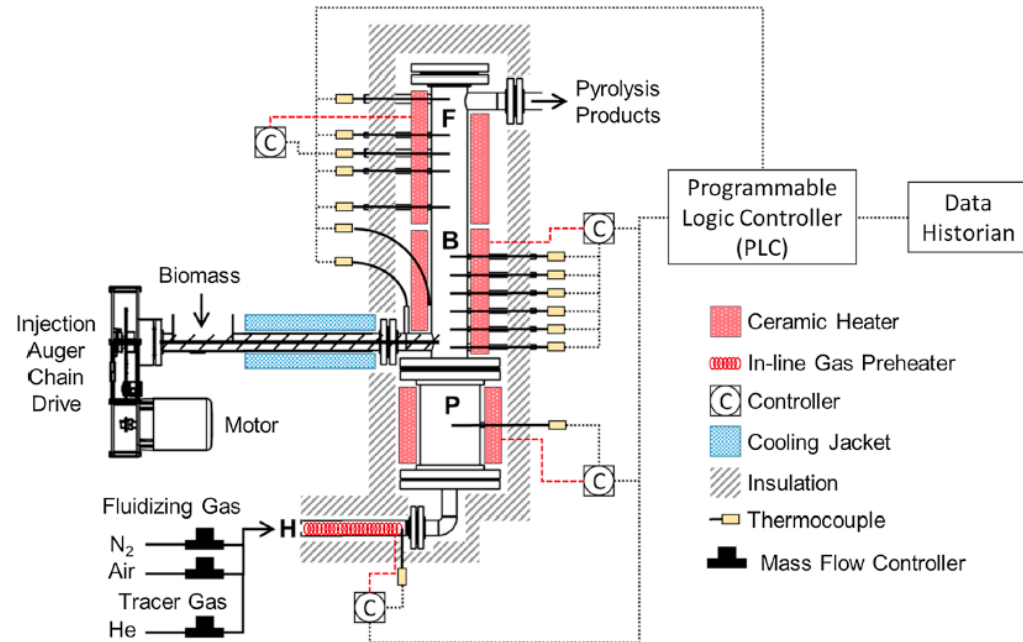 Pyrolysis
Products
F
C
Programmable
Logic Controller
(PLC)
Data
Historian
C
B
Biomass
Injection
Auger
Chain
Drive
Motor
P
C
Ceramic Heater
In-line Gas Preheater
C Controller
Cooling Jacket
Insulation
Thermocouple
Mass Flow Controller
Fluidizing Gas
H
N₂
Air
Tracer Gas
He
C